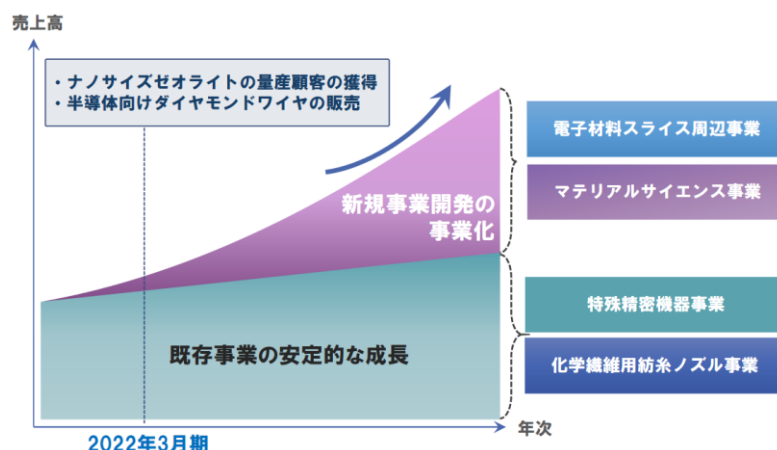 売上高
・ナノサイズゼオライトの量産顧客の獲得
・半導体向けダイヤモンドワイヤの販売
電子材料スライス周辺事業
マテリアルサイエンス事業
新規事業開発の
事業化
特殊精密機器事業
既存事業の安定的な成長
化学繊維用紡糸ノズル事業
年次
2022年3月期